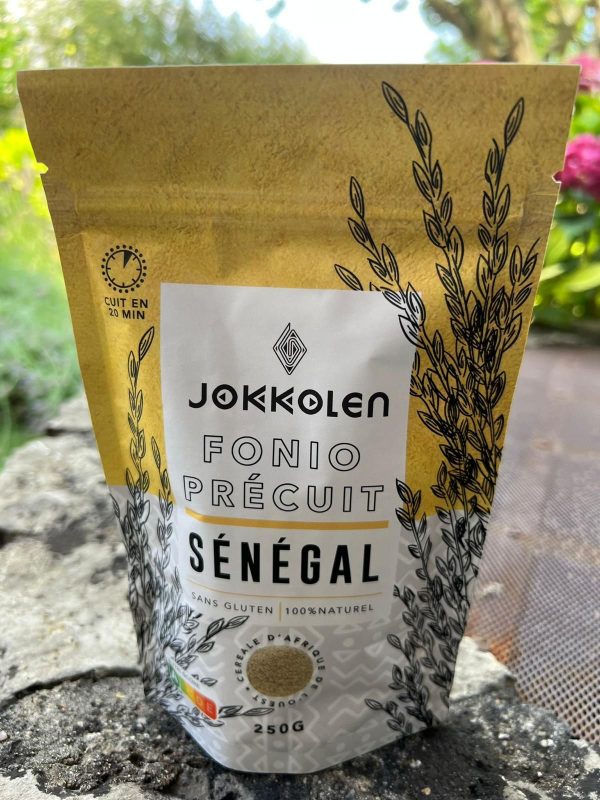 CUIT EN
20 MIN
JOKKOLEN
FONIO
PRÉCUIT
SÉNÉGAL
SANS GLUTEN | 100%NATUREL
CÉRÉALE D'AFRIQUE DE L'OUEST
D E
250G